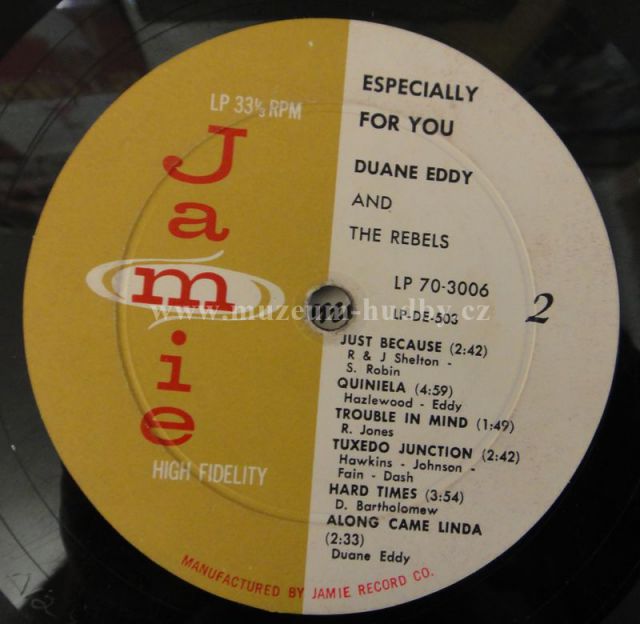 LP 33⅓ RPM
Jamie
HIGH FIDELITY
ESPECIALLY
FOR YOU
DUANE EDDY
AND
THE REBELS
LP 70-3006
LP-DE-503
2
www.muzeum-hudby.cz
JUST BECAUSE (2:42)
R & J Shelton -
S. Robin
QUINIELA (4:59)
Hazlewood - Eddy
TROUBLE IN MIND (1:49)
R. Jones
TUXEDO JUNCTION (2:42)
Hawkins - Johnson -
Fain - Dash
HARD TIMES (3:54)
D. Bartholomew
ALONG CAME LINDA
(2:33)
Duane Eddy
MANUFACTURED BY JAMIE RECORD CO.